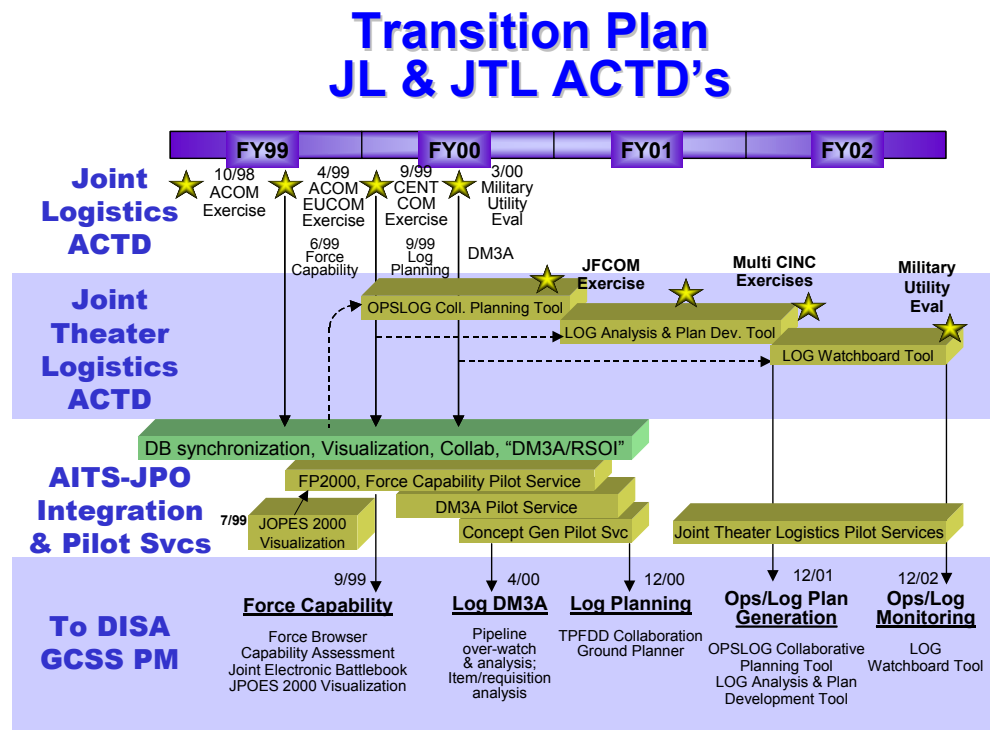 Transition Plan
JL & JTL ACTD's
FY99
FY00
FY01
FY02
Joint
Logistics
ACTD
10/98
ACOM
Exercise
4/99
ACOM
EUCOM
Exercise
9/99
CENT
COM
Exercise
3/00
Military
Utility
Eval
6/99
Force
Capability
9/99
Log
Planning
DM3A
Joint
Theater
Logistics
ACTD
JFCOM
Exercise
Multi CINC
Exercises
Military
Utility
Eval
OPSLOG Coll. Planning Tool
LOG Analysis & Plan Dev. Tool
LOG Watchboard Tool
AITS-JPO
Integration
& Pilot Svcs
DB synchronization, Visualization, Collab, “DM3A/RSOI”
FP2000, Force Capability Pilot Service
DM3A Pilot Service
7/99
JOPES 2000
Visualization
Concept Gen Pilot Svc
Joint Theater Logistics Pilot Services
To DISA
GCSS PM
9/99
Force Capability
Force Browser
Capability Assessment
Joint Electronic Battlebook
JPOES 2000 Visualization
4/00
Log DM3A
Pipeline
over-watch
& analysis;
Item/requisition
analysis
12/00
Log Planning
TPFDD Collaboration
Ground Planner
12/01
Ops/Log Plan
Generation
OPSLOG Collaborative
Planning Tool
LOG Analysis & Plan
Development Tool
12/02
Ops/Log
Monitoring
LOG
Watchboard Tool